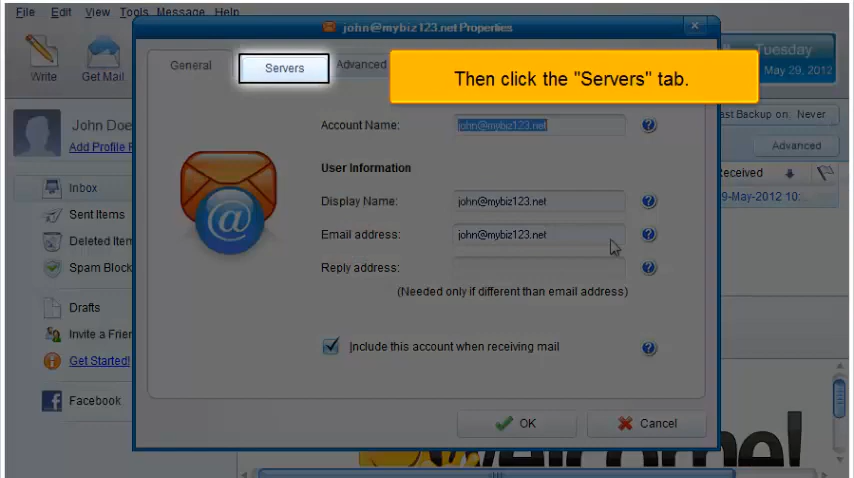 File Edit View Tools Message Help
john@mybiz123.net Properties
Write
Get Mail
Tuesday
May 29, 2012
General
Servers
Advanced
Then click the "Servers" tab.
Backup on: Never
Advanced
John Doe
Add Profile
Account Name: john@mybiz123.net
User Information
Display Name: john@mybiz123.net
Email address: john@mybiz123.net
Reply address:
(Needed only if different than email address)
Include this account when receiving mail
OK
Cancel
Inbox
Sent Items
Deleted
Spam Block
Drafts
Invite a
Get Started!
Facebook
-May-2012 10: